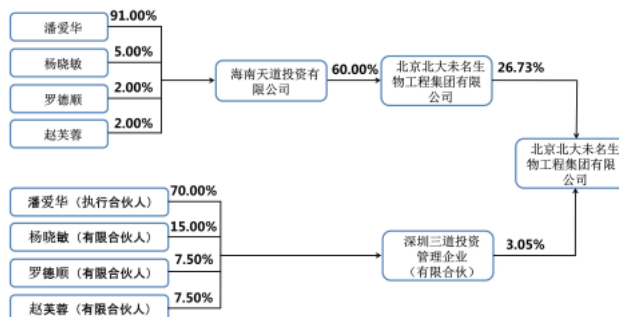 潘爱华
91.00%
杨晓敏
5.00%
罗德顺
2.00%
赵芙蓉
2.00%
海南天道投资有
限公司
60.00%
北京北大未名生
物工程集团有限
公司
26.73%
北京北大未名生
物工程集团有限
公司
潘爱华（执行合伙人）
70.00%
杨晓敏（有限合伙人）
15.00%
罗德顺（有限合伙人）
7.50%
赵芙蓉（有限合伙人）
7.50%
深圳三道投资
管理企业
（有限合伙）
3.05%